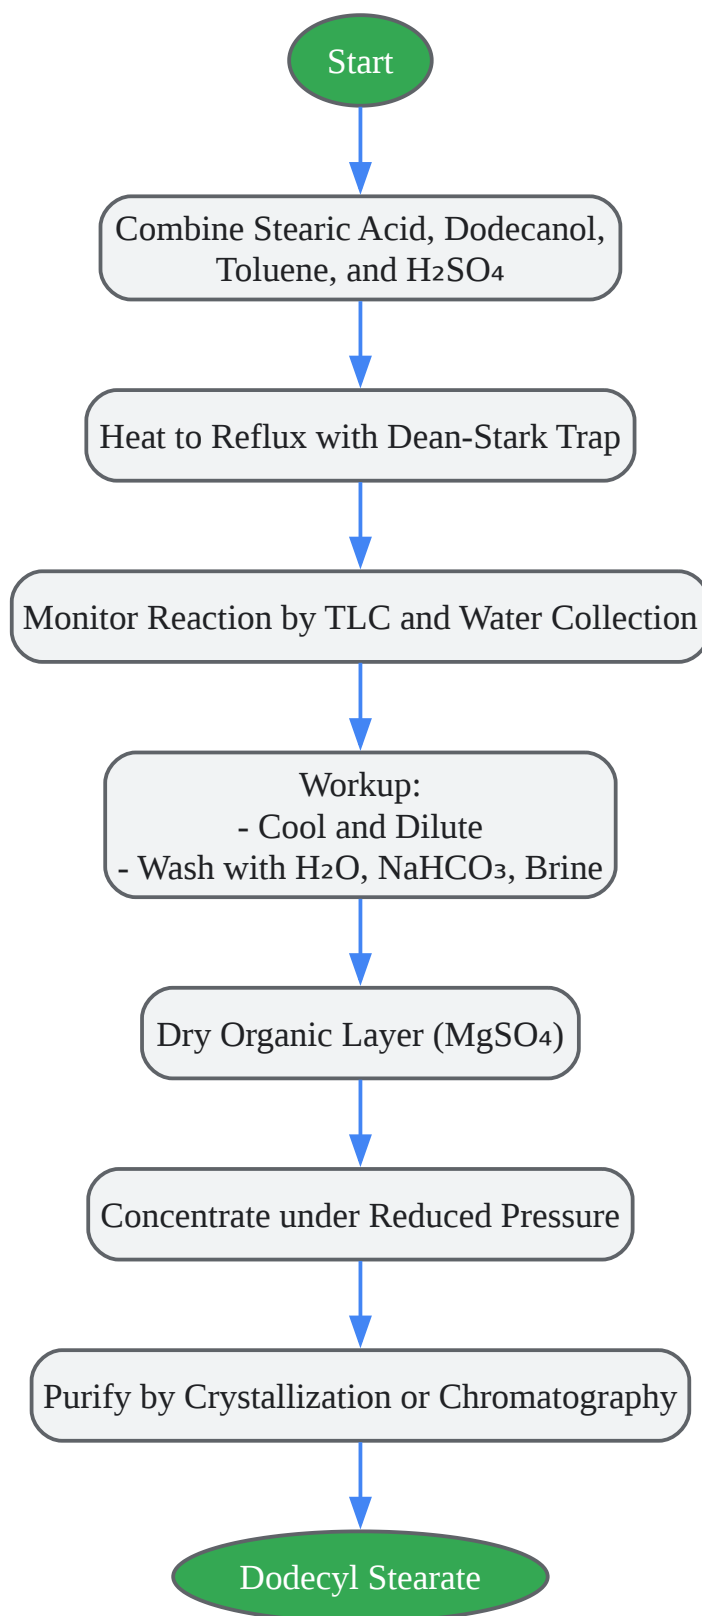 Start
Combine Stearic Acid, Dodecanol,
Toluene, and H₂SO₄
Heat to Reflux with Dean-Stark Trap
Monitor Reaction by TLC and Water Collection
Workup:
- Cool and Dilute
- Wash with H₂O, NaHCO₃, Brine
Dry Organic Layer (MgSO₄)
Concentrate under Reduced Pressure
Purify by Crystallization or Chromatography
Dodecyl Stearate